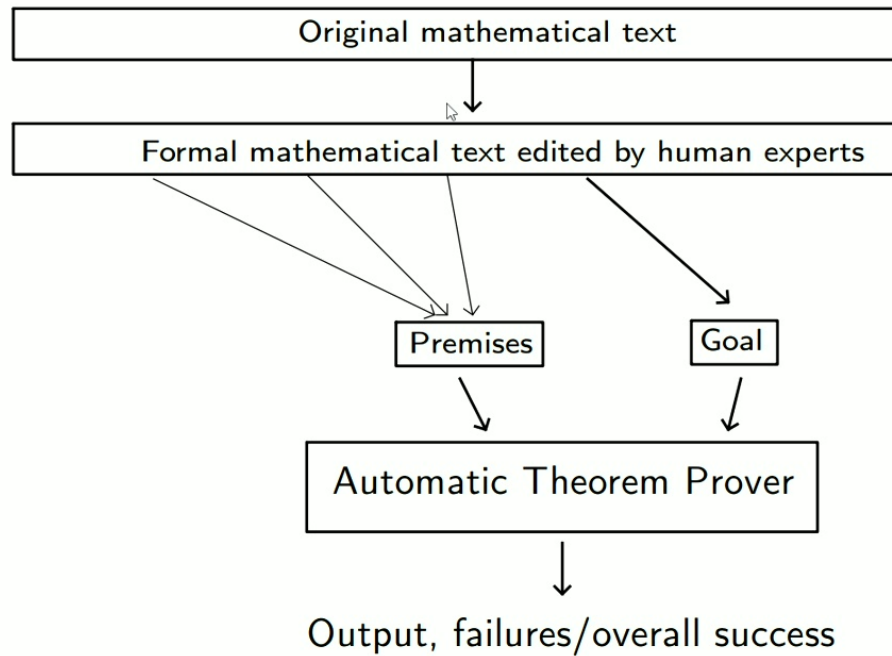 Original mathematical text
Formal mathematical text edited by human experts
Premises
Goal
Automatic Theorem Prover
Output, failures/overall success